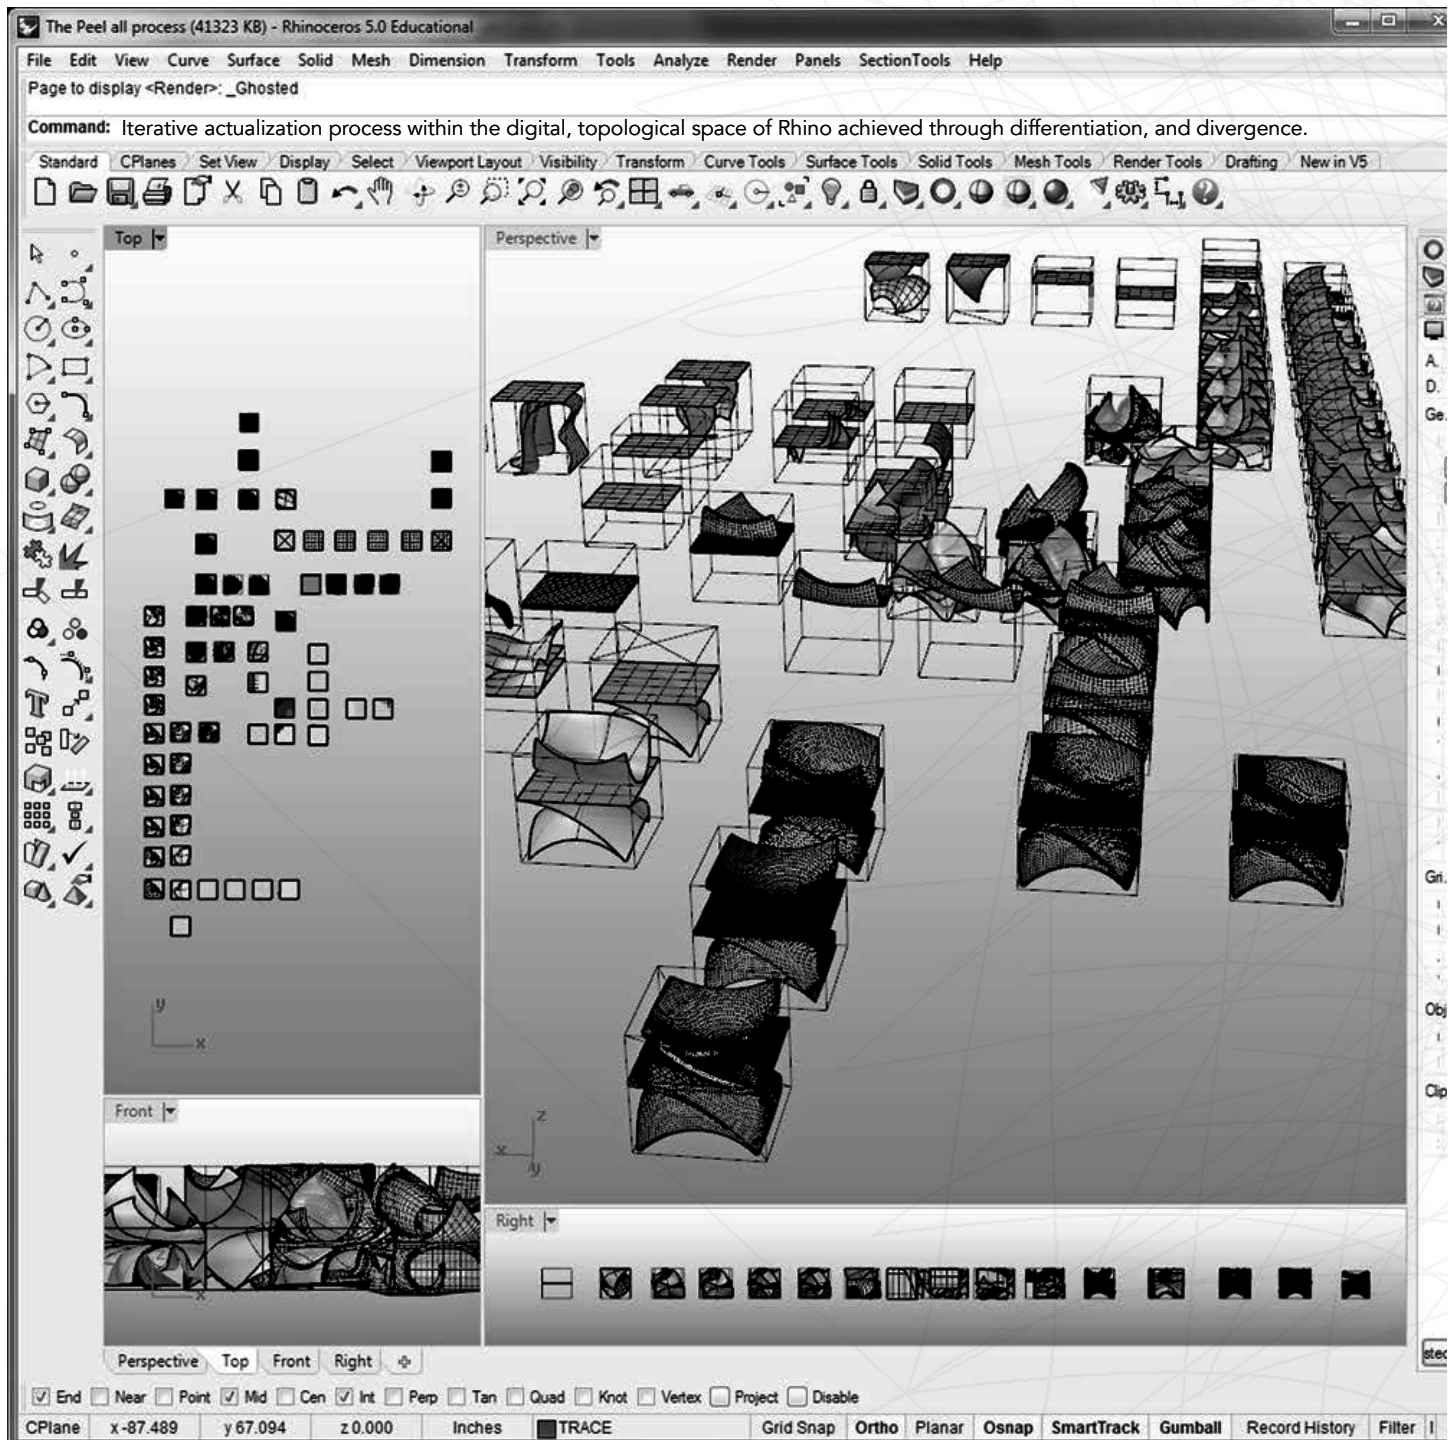 The Peel all process (41323 KB) - Rhinoceros 5.0 Educational
File Edit View Curve Surface Solid Mesh Dimension Transform Tools Analyze Render Panels SectionTools Help
Page to display <Render>: _Ghosted
Command: Iterative actualization process within the digital, topological space of Rhino achieved through differentiation, and divergence.
Standard CPlanes Set View Display Select Viewport Layout Visibility Transform Curve Tools Surface Tools Solid Tools Mesh Tools Render Tools Drafting New in V5
Top
Perspective
A.
D.
Ge.
Gri.
Obj
Clip
y
x
z
x
y
Front
x
Right
Perspective Top Front Right
End Near Point Mid Cen Int Perp Tan Quad Knot Vertex Project Disable
CPlane x -87.489 y 67.094 z 0.000 Inches TRACE Grid Snap Ortho Planar Osnap SmartTrack Gumball Record History Filter